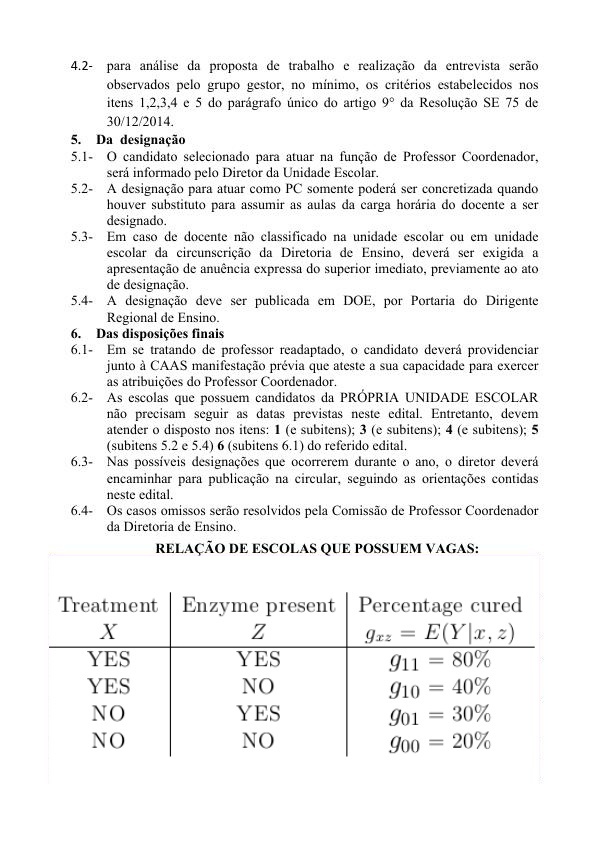 4.2- para análise da proposta de trabalho e realização da entrevista serão
observados pelo grupo gestor, no mínimo, os critérios estabelecidos nos
itens 1,2,3,4 e 5 do parágrafo único do artigo 9° da Resolução SE 75 de
30/12/2014.
5. Da designação
5.1- O candidato selecionado para atuar na função de Professor Coordenador,
será informado pelo Diretor da Unidade Escolar.
5.2- A designação para atuar como PC somente poderá ser concretizada quando
houver substituto para assumir as aulas da carga horária do docente a ser
designado.
5.3- Em caso de docente não classificado na unidade escolar ou em unidade
escolar da circunscrição da Diretoria de Ensino, deverá ser exigida a
apresentação de anuência expressa do superior imediato, previamente ao ato
de designação.
5.4- A designação deve ser publicada em DOE, por Portaria do Dirigente
Regional de Ensino.
6. Das disposições finais
6.1- Em se tratando de professor readaptado, o candidato deverá providenciar
junto à CAAS manifestação prévia que ateste a sua capacidade para exercer
as atribuições do Professor Coordenador.
6.2- As escolas que possuem candidatos da PRÓPRIA UNIDADE ESCOLAR
não precisam seguir as datas previstas neste edital. Entretanto, devem
atender o disposto nos itens: 1 (e subitens); 3 (e subitens); 4 (e subitens); 5
(subitens 5.2 e 5.4) 6 (subitens 6.1) do referido edital.
6.3- Nas possíveis designações que ocorrerem durante o ano, o diretor deverá
encaminhar para publicação na circular, seguindo as orientações contidas
neste edital.
6.4- Os casos omissos serão resolvidos pela Comissão de Professor Coordenador
da Diretoria de Ensino.
RELAÇÃO DE ESCOLAS QUE POSSUEM VAGAS:
Treatment Enzyme present Percentage cured
X Z g_{xz} = E(Y|x, z)
YES YES g_{11} = 80%
YES NO g_{10} = 40%
NO YES g_{01} = 30%
NO NO g_{00} = 20%